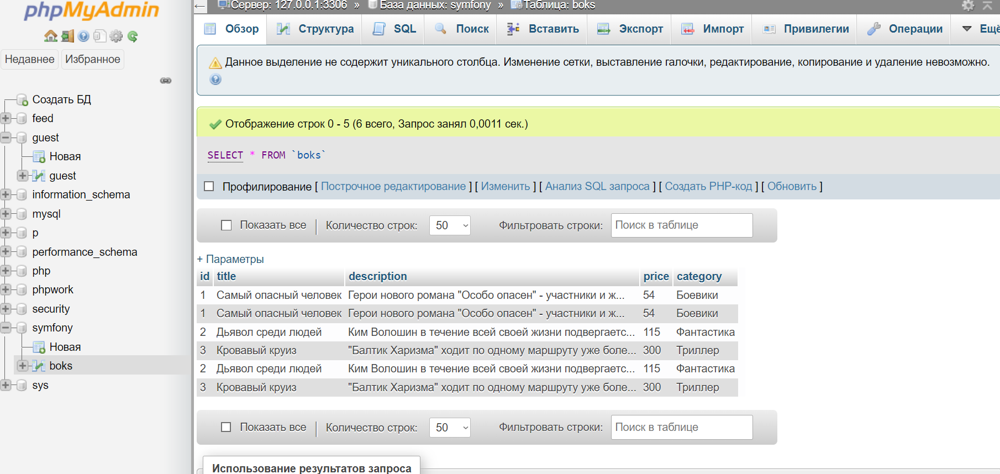 phpMyAdmin
Недавнее Избранное
Создать БД
feed
guest
Новая
guest
information_schema
mysql
p
performance_schema
php
phpwork
security
symfony
Новая
boks
sys
Сервер: 127.0.0.1:3306 » База данных: symfony » Таблица: boks
Обзор Структура SQL Поиск Вставить Экспорт Импорт Привилегии Операции Ещё
Данное выделение не содержит уникального столбца. Изменение сетки, выставление галочки, редактирование, копирование и удаление невозможно.
Отображение строк 0 - 5 (6 всего, Запрос занял 0,0011 сек.)
SELECT * FROM `boks`
Профилирование [ Построчное редактирование ] [ Изменить ] [ Анализ SQL запроса ] [ Создать PHP-код ] [ Обновить ]
Показать все | Количество строк: 50 Фильтровать строки: Поиск в таблице
+ Параметры
id title description price category
1 Самый опасный человек Герои нового романа "Особо опасен" - участники и ж... 54 Боевики
1 Самый опасный человек Герои нового романа "Особо опасен" - участники и ж... 54 Боевики
2 Дьявол среди людей Ким Волошин в течение всей своей жизни подвергаетс... 115 Фантастика
3 Кровавый круиз "Балтик Харизма" ходит по одному маршруту уже боле... 300 Триллер
2 Дьявол среди людей Ким Волошин в течение всей своей жизни подвергаетс... 115 Фантастика
3 Кровавый круиз "Балтик Харизма" ходит по одному маршруту уже боле... 300 Триллер
Показать все | Количество строк: 50 Фильтровать строки: Поиск в таблице
Использование результатов запроса